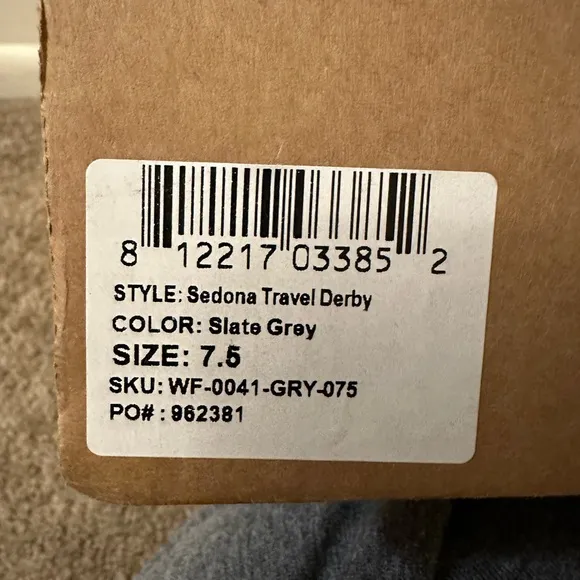 8 12217 03385 2
STYLE: Sedona Travel Derby
COLOR: Slate Grey
SIZE: 7.5
SKU: WF-0041-GRY-075
PO# : 962381